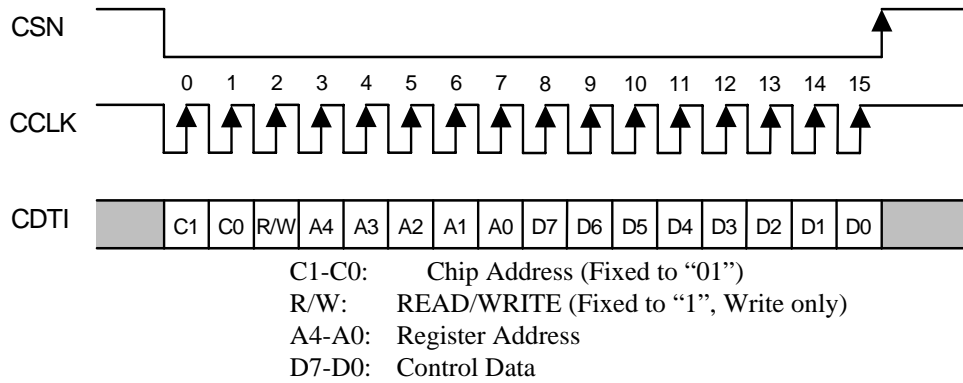 CSN
0 1 2 3 4 5 6 7 8 9 10 11 12 13 14 15
CCLK
CDTI
C1 C0 R/W A4 A3 A2 A1 A0 D7 D6 D5 D4 D3 D2 D1 D0
C1-C0: Chip Address (Fixed to “01”)
R/W: READ/WRITE (Fixed to “1”, Write only)
A4-A0: Register Address
D7-D0: Control Data